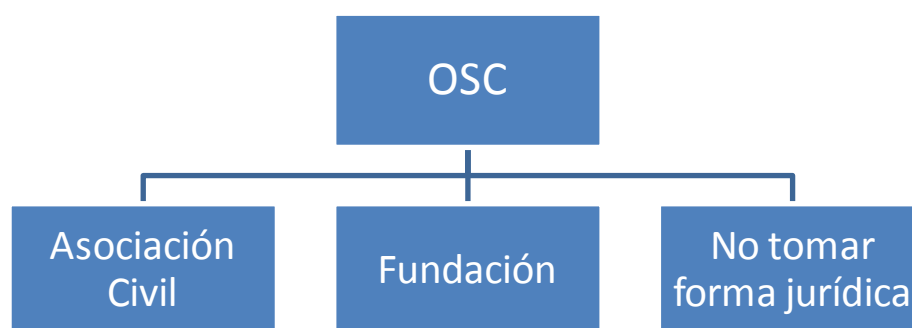 OSC
Asociación
Civil
Fundación
No tomar
forma jurídica